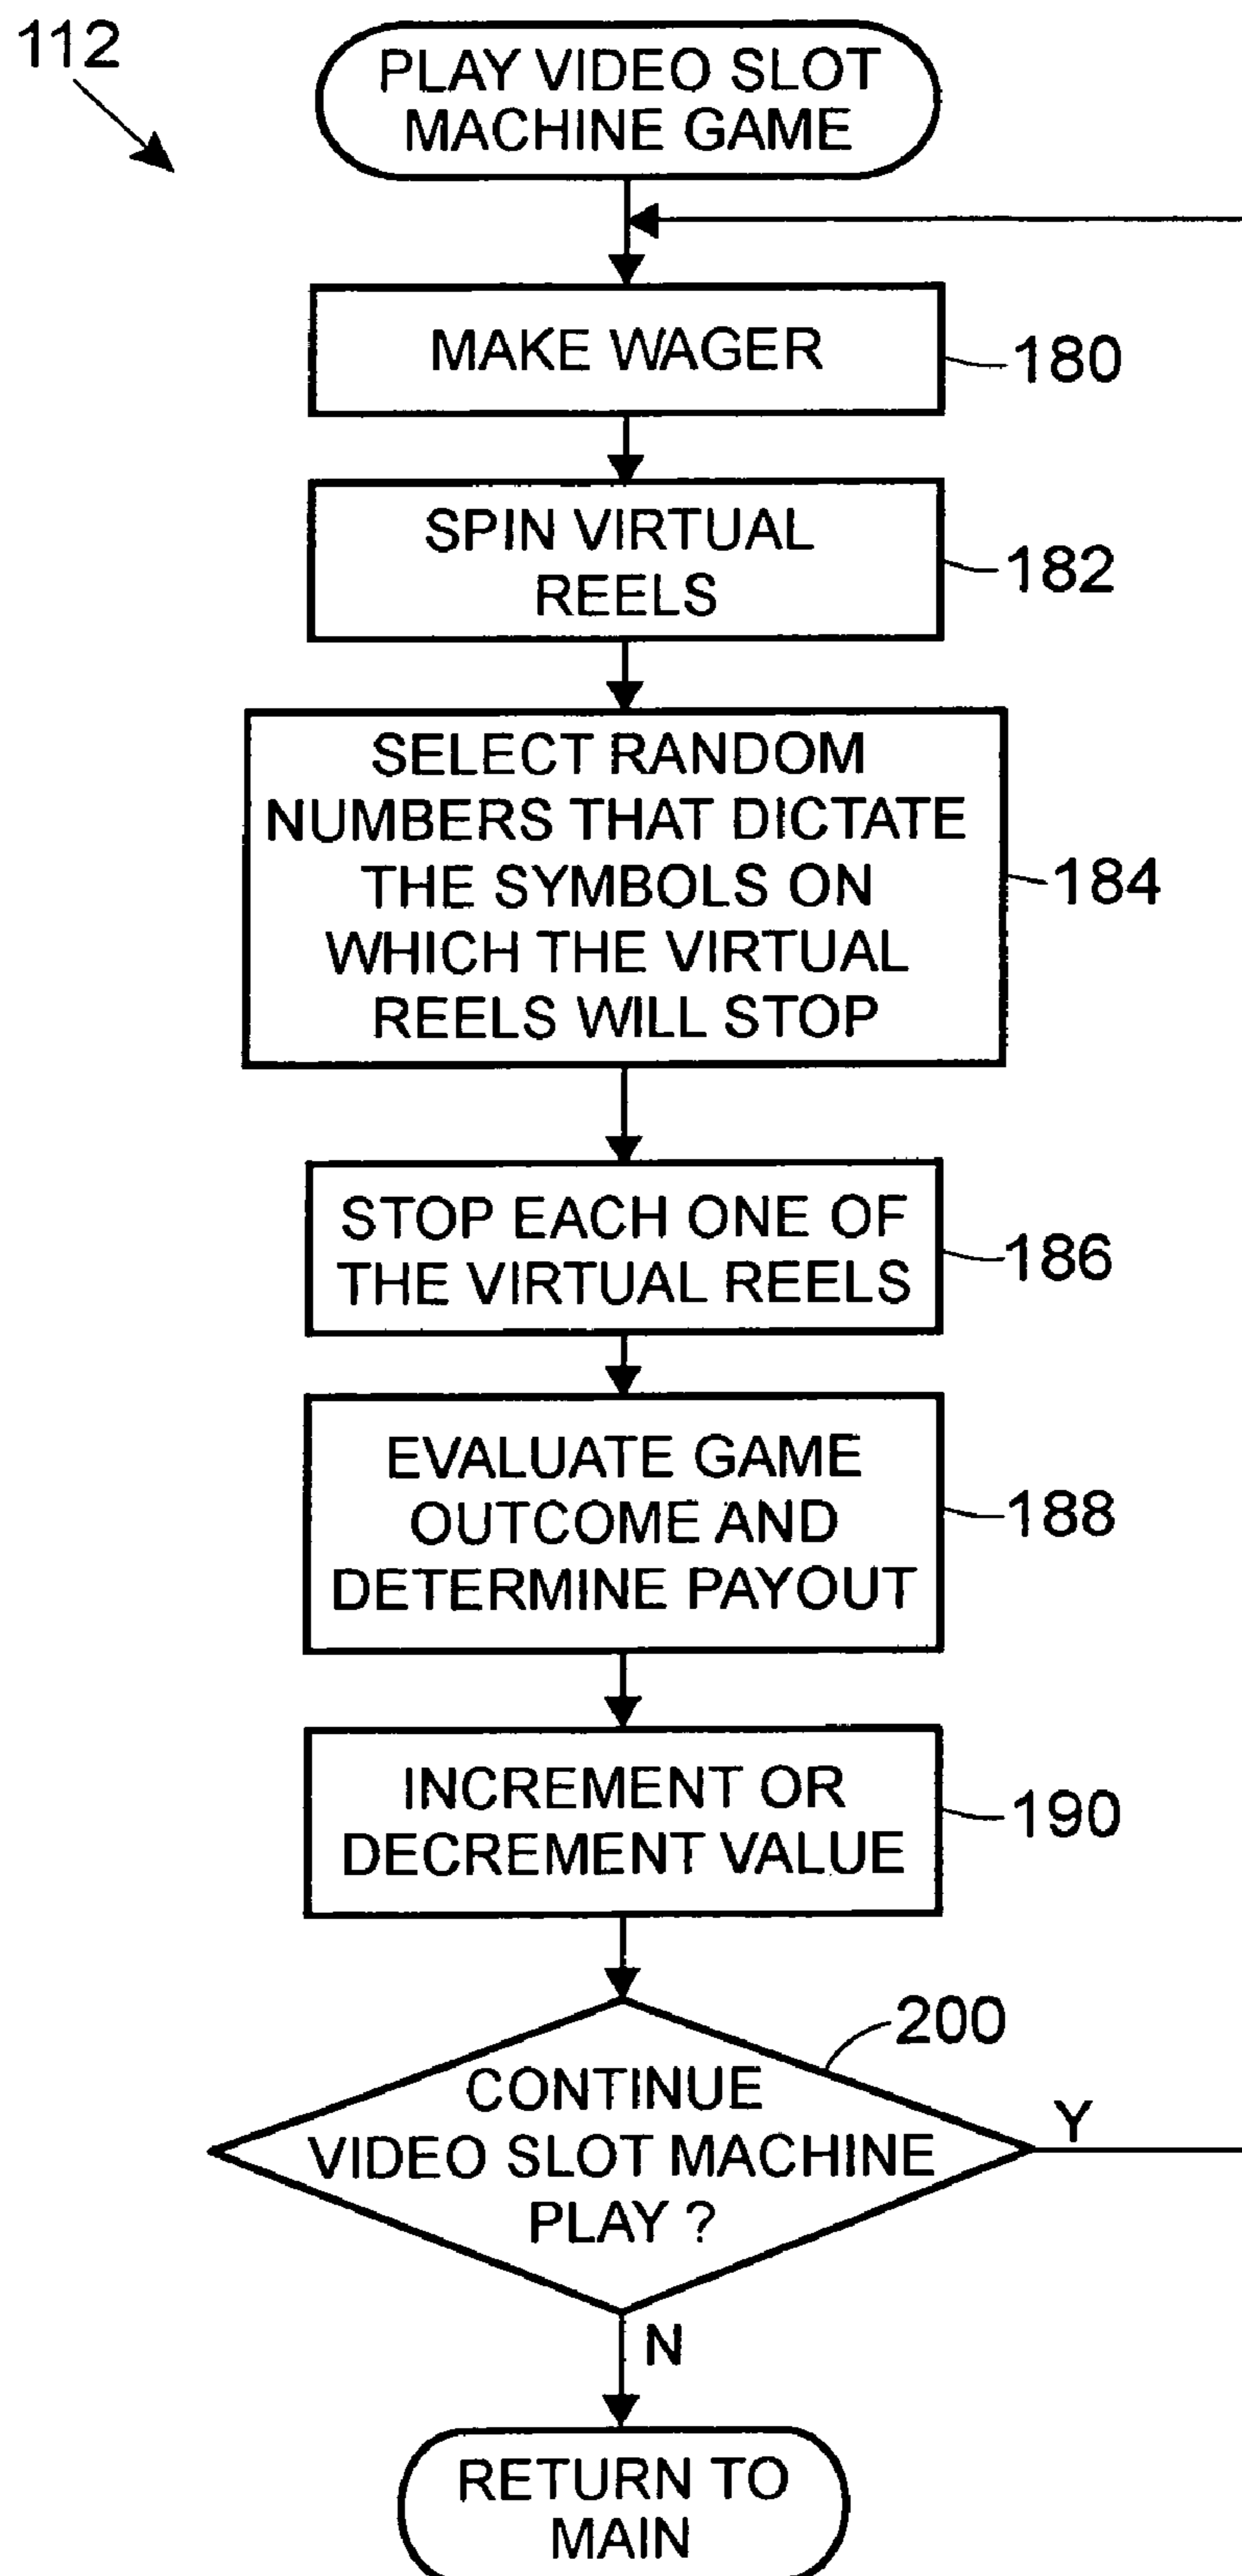 112
PLAY VIDEO SLOT
MACHINE GAME
MAKE WAGER
180
SPIN VIRTUAL
REELS
182
SELECT RANDOM
NUMBERS THAT DICTATE
THE SYMBOLS ON
WHICH THE VIRTUAL
REELS WILL STOP
184
STOP EACH ONE OF
THE VIRTUAL REELS
186
EVALUATE GAME
OUTCOME AND
DETERMINE PAYOUT
188
INCREMENT OR
DECREMENT VALUE
190
200
CONTINUE
VIDEO SLOT MACHINE
PLAY ?
Y
N
RETURN TO
MAIN